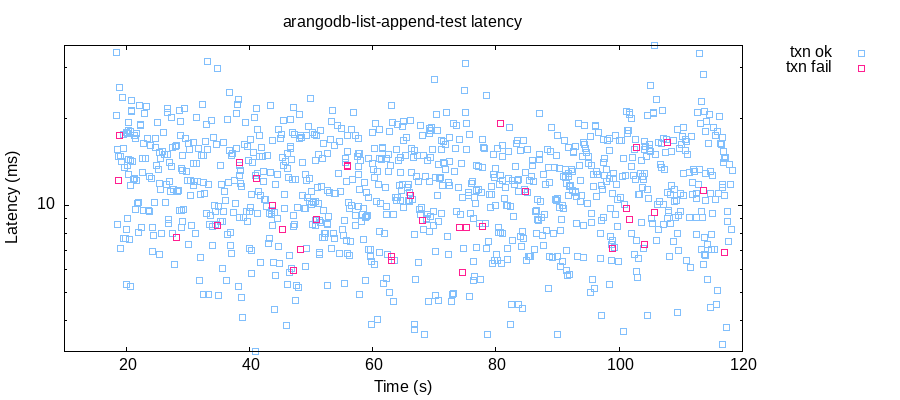 arangodb-list-append-test latency
txn ok
txn fail
Latency (ms)
10
20 40 60 80 100 120
Time (s)